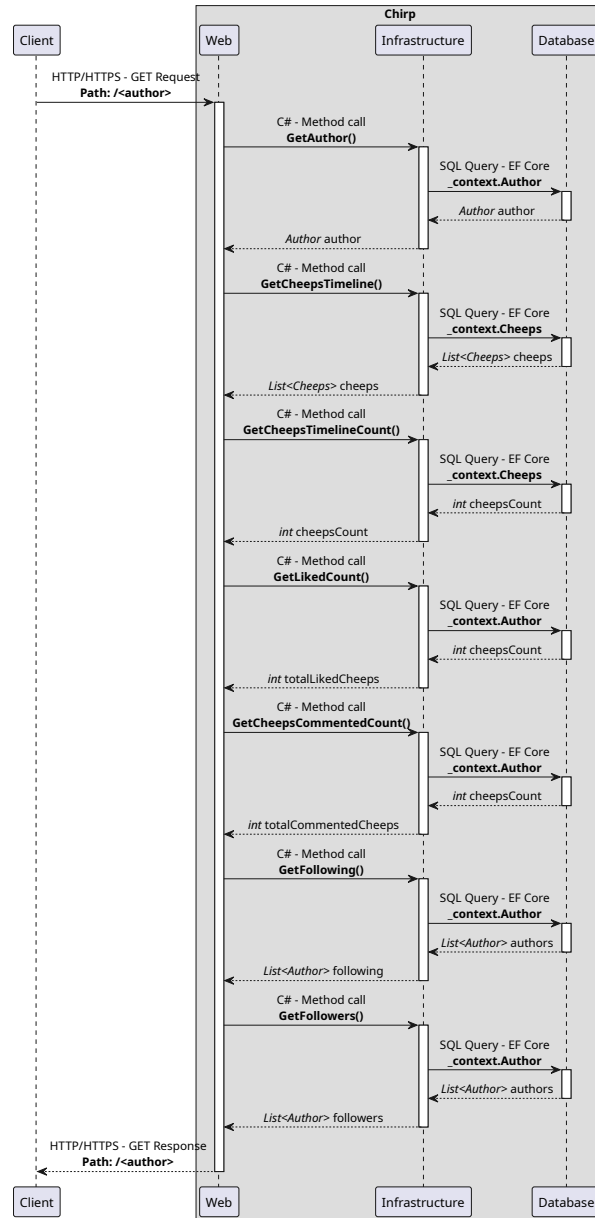 Chirp
Client
Web
Infrastructure
Database
HTTP/HTTPS - GET Request
Path: /<author>
C# - Method call
GetAuthor()
SQL Query - EF Core
_context.Author
Author author
Author author
C# - Method call
GetCheepsTimeline()
SQL Query - EF Core
_context.Cheeps
List<Cheeps> cheeps
List<Cheeps> cheeps
C# - Method call
GetCheepsTimelineCount()
SQL Query - EF Core
_context.Cheeps
int cheepsCount
int cheepsCount
C# - Method call
GetLikedCount()
SQL Query - EF Core
_context.Author
int cheepsCount
int totalLikedCheeps
C# - Method call
GetCheepsCommentedCount()
SQL Query - EF Core
_context.Author
int cheepsCount
int totalCommentedCheeps
C# - Method call
GetFollowing()
SQL Query - EF Core
_context.Author
List<Author> authors
List<Author> following
C# - Method call
GetFollowers()
SQL Query - EF Core
_context.Author
List<Author> authors
List<Author> followers
HTTP/HTTPS - GET Response
Path: /<author>
Client
Web
Infrastructure
Database